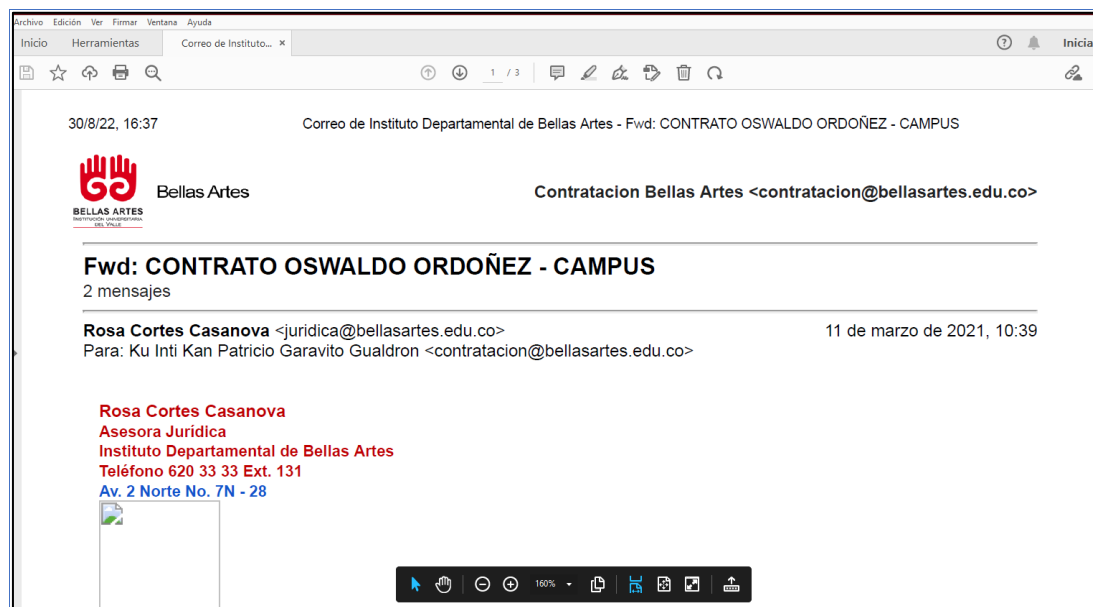 Archivo Edición Ver Firmar Ventana Ayuda
Inicio Herramientas Correo de Instituto... × ? Inicia
1 / 3
30/8/22, 16:37 Correo de Instituto Departamental de Bellas Artes - Fwd: CONTRATO OSWALDO ORDOÑEZ - CAMPUS
BELLAS ARTES
INSTITUCIÓN UNIVERSITARIA
DEL VALLE
Bellas Artes Contratacion Bellas Artes <contratacion@bellasartes.edu.co>
Fwd: CONTRATO OSWALDO ORDOÑEZ - CAMPUS
2 mensajes
Rosa Cortes Casanova <juridica@bellasartes.edu.co> 11 de marzo de 2021, 10:39
Para: Ku Inti Kan Patricio Garavito Gualdron <contratacion@bellasartes.edu.co>
Rosa Cortes Casanova
Asesora Jurídica
Instituto Departamental de Bellas Artes
Teléfono 620 33 33 Ext. 131
Av. 2 Norte No. 7N - 28
160%